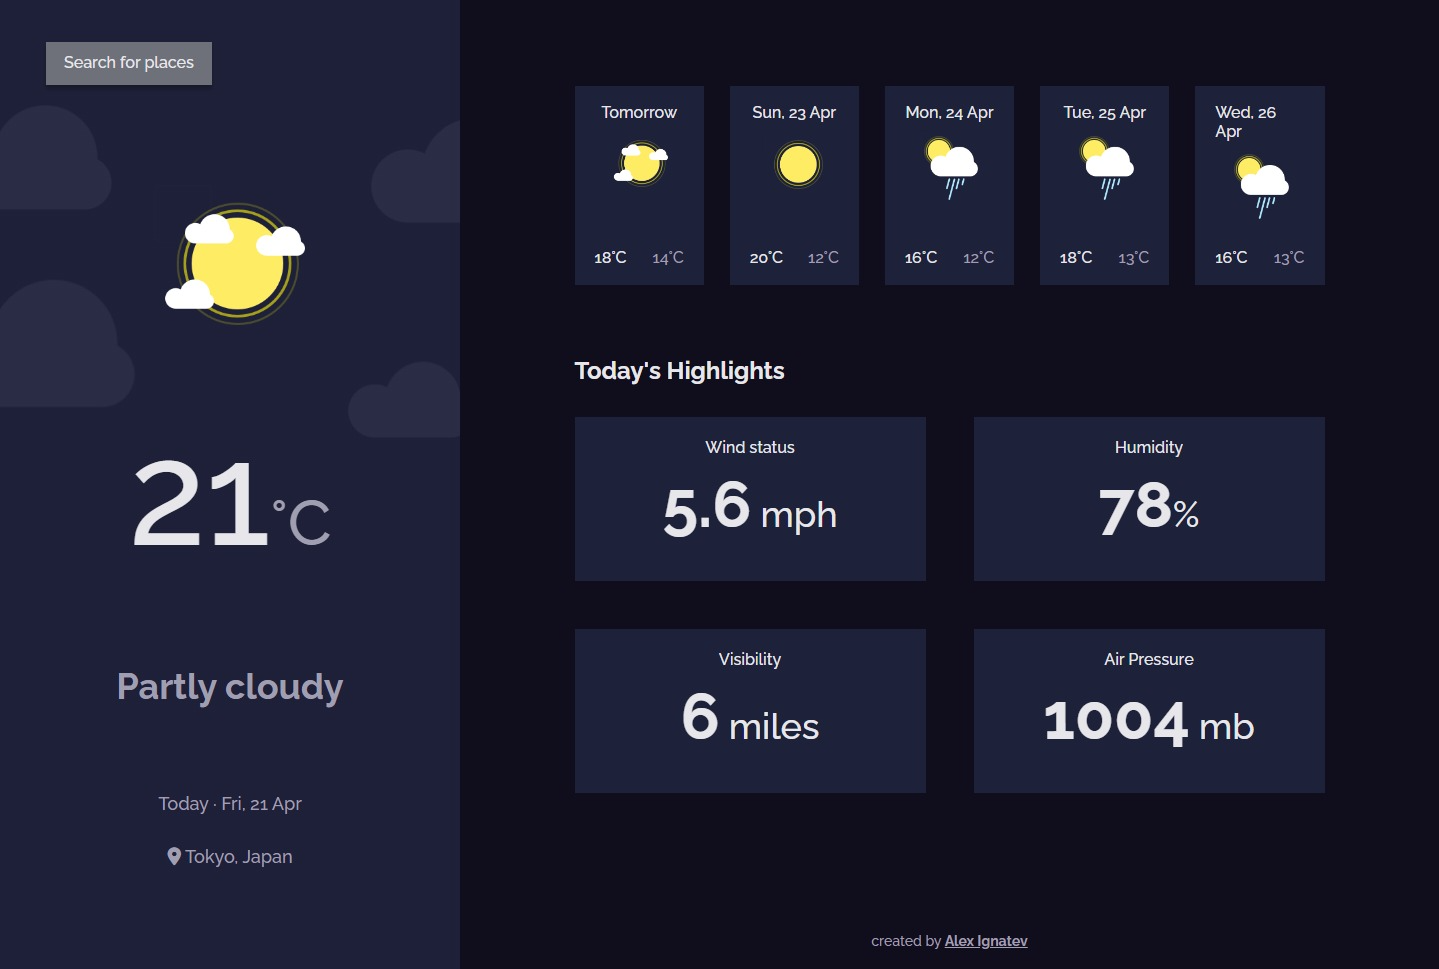 Search for places
21°C
Partly cloudy
Today · Fri, 21 Apr
Tokyo, Japan
Tomorrow
18°C 14°C
Sun, 23 Apr
20°C 12°C
Mon, 24 Apr
16°C 12°C
Tue, 25 Apr
18°C 13°C
Wed, 26
Apr
16°C 13°C
Today's Highlights
Wind status
5.6 mph
Humidity
78%
Visibility
6 miles
Air Pressure
1004 mb
created by Alex Ignatev